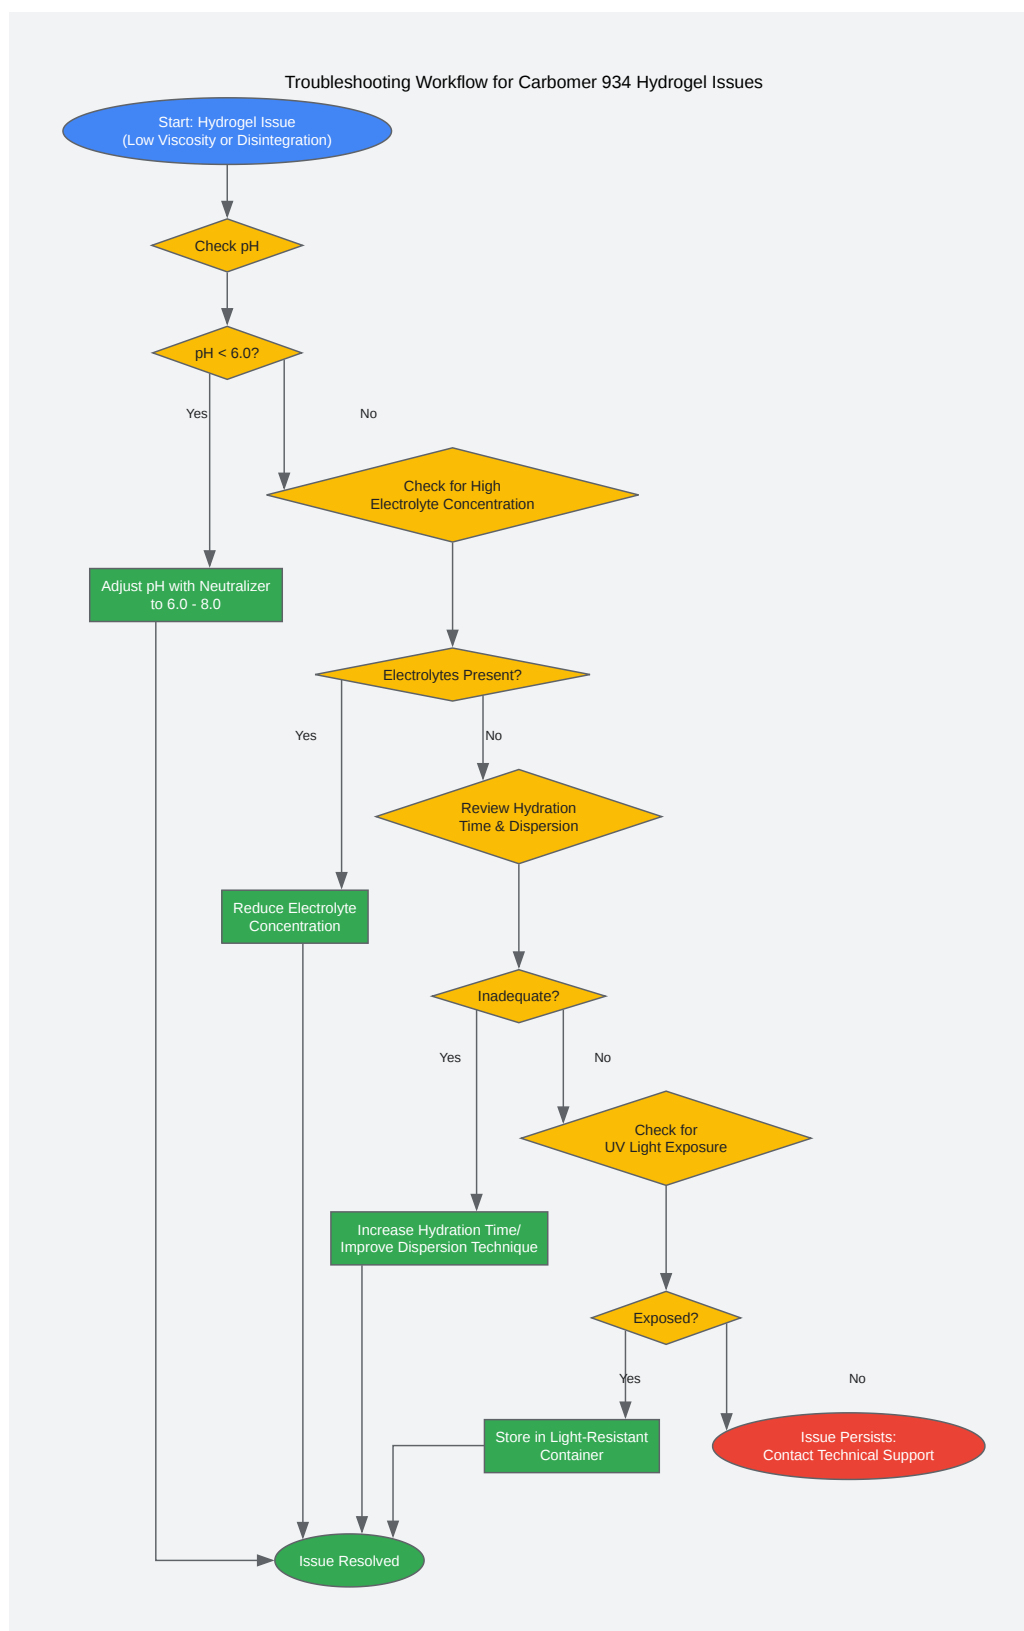 Troubleshooting Workflow for Carbomer 934 Hydrogel Issues
Start: Hydrogel Issue
(Low Viscosity or Disintegration)
Check pH
pH < 6.0?
Yes
No
Check for High
Electrolyte Concentration
Adjust pH with Neutralizer
to 6.0 - 8.0
Electrolytes Present?
Yes
No
Review Hydration
Time & Dispersion
Reduce Electrolyte
Concentration
Inadequate?
Yes
No
Check for
UV Light Exposure
Increase Hydration Time/
Improve Dispersion Technique
Exposed?
Yes
No
Store in Light-Resistant
Container
Issue Persists:
Contact Technical Support
Issue Resolved